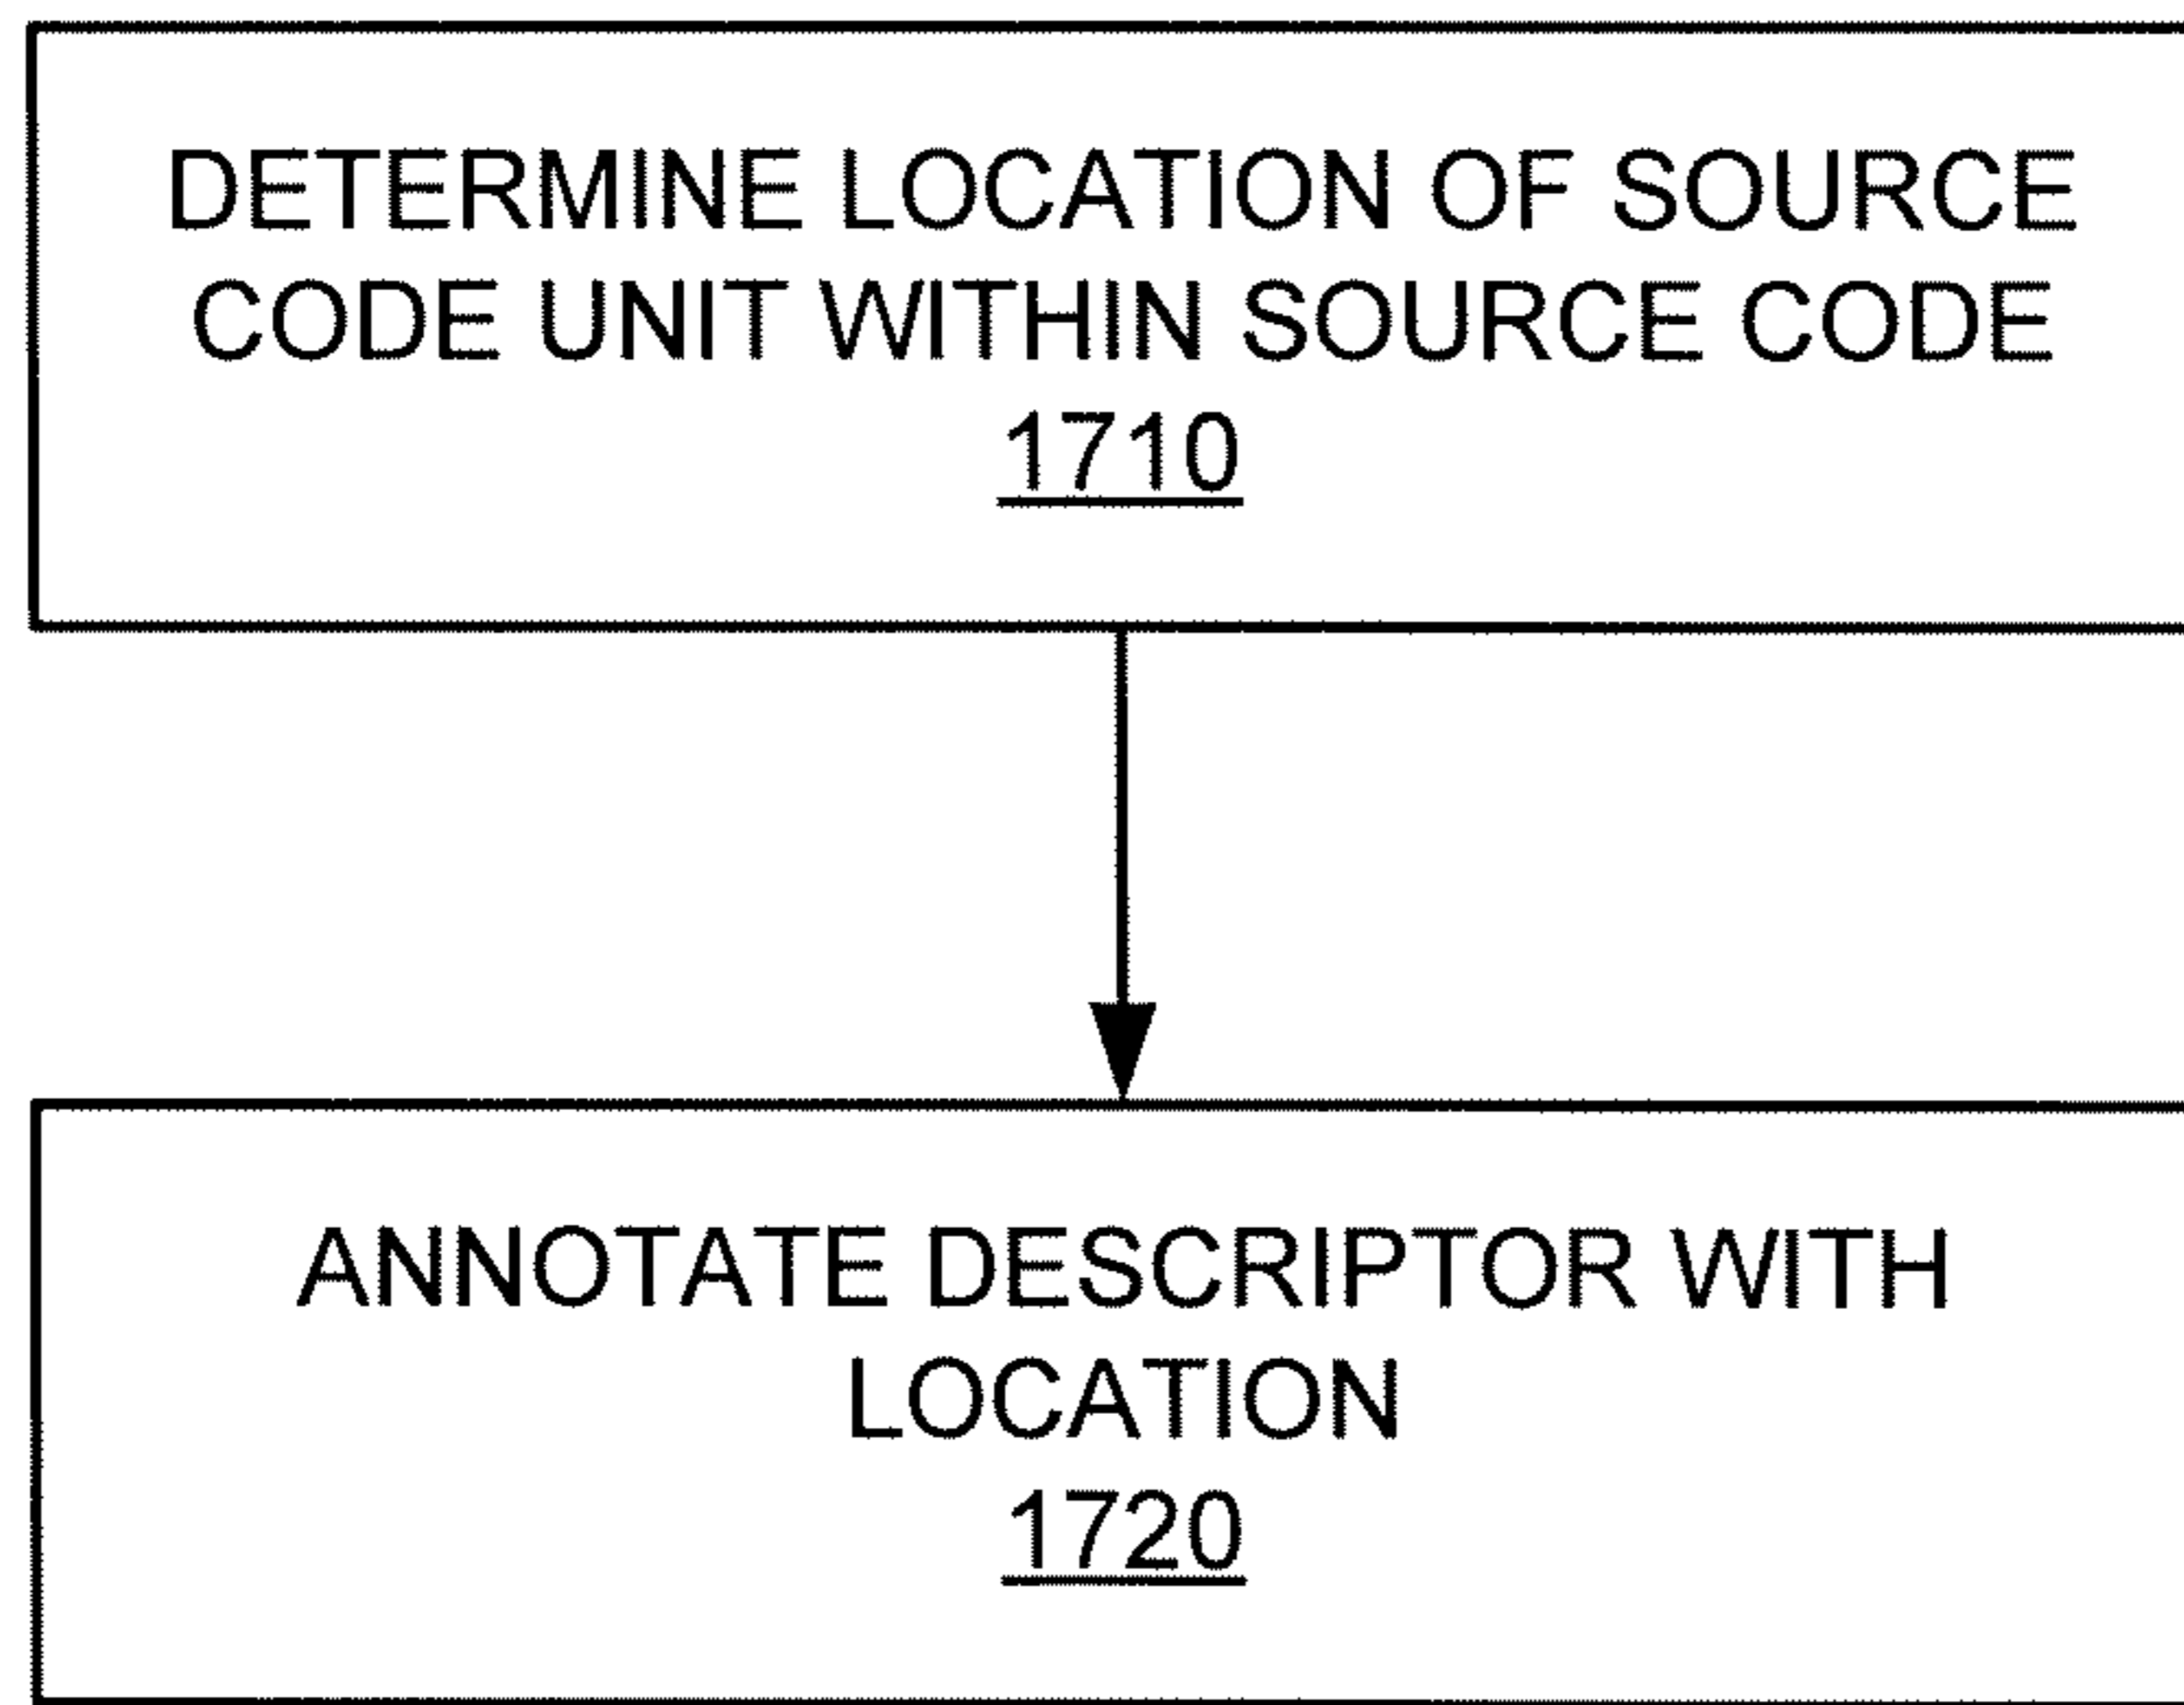 DETERMINE LOCATION OF SOURCE
CODE UNIT WITHIN SOURCE CODE
1710
ANNOTATE DESCRIPTOR WITH
LOCATION
1720